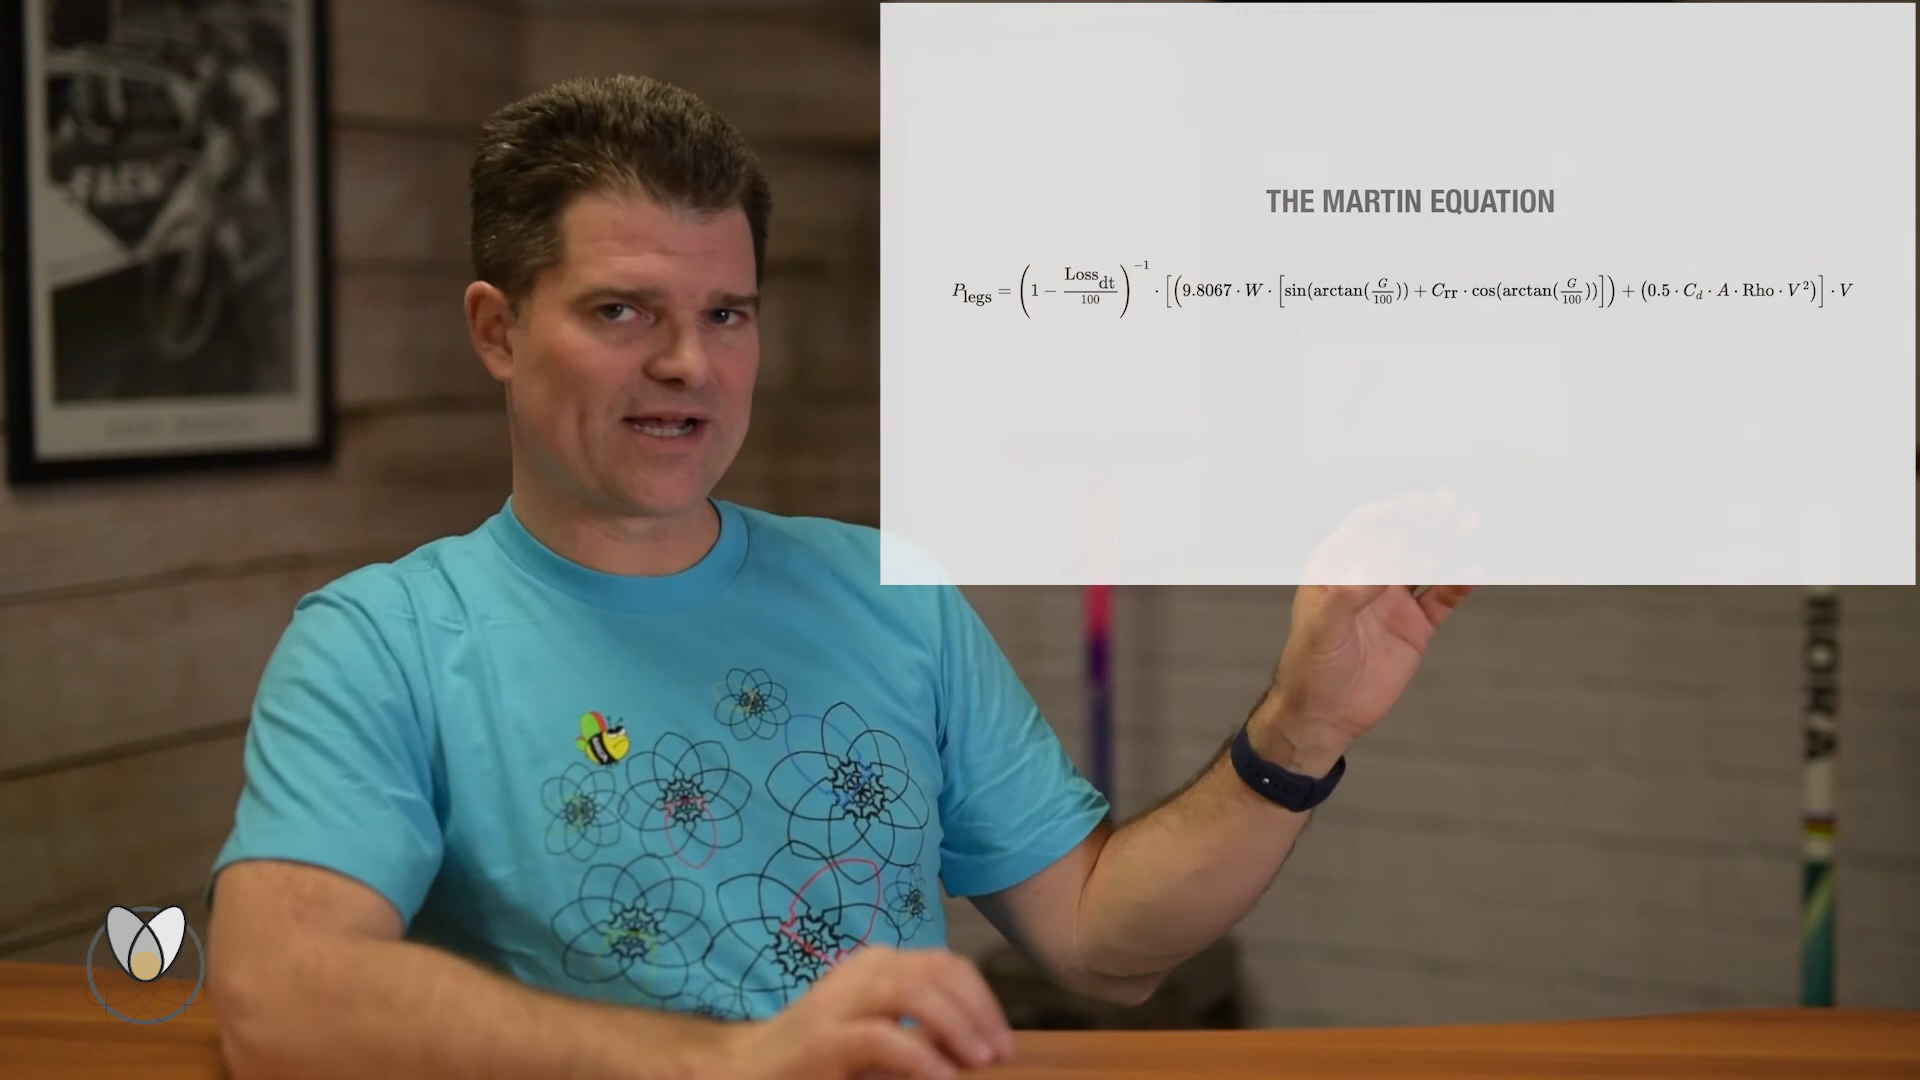 THE MARTIN EQUATION
P_legs = (1 − Loss_dt/100)^−1 · [(9.8067 · W · [sin(arctan(G/100)) + C_rr · cos(arctan(G/100))]) + (0.5 · C_d · A · Rho · V^2)] · V
ROKA